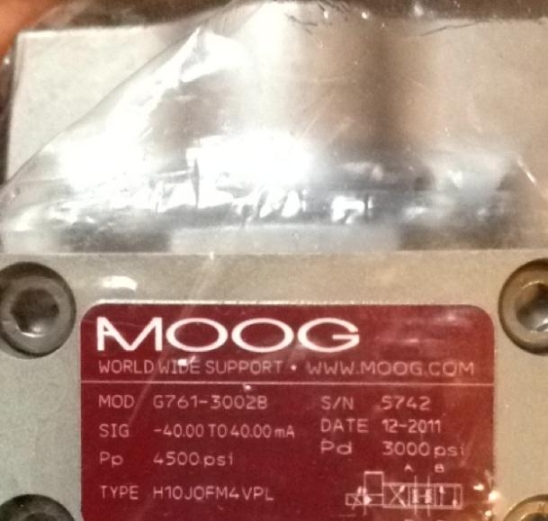 MOOG
WORLD WIDE SUPPORT • WWW.MOOG.COM
MOD G761-3002B S/N 5742
SIG -40.00 TO 40.00 mA DATE 12-2011
Pp 4500 psi Pd 3000 psi
A B
TYPE H10JOFM4VPL